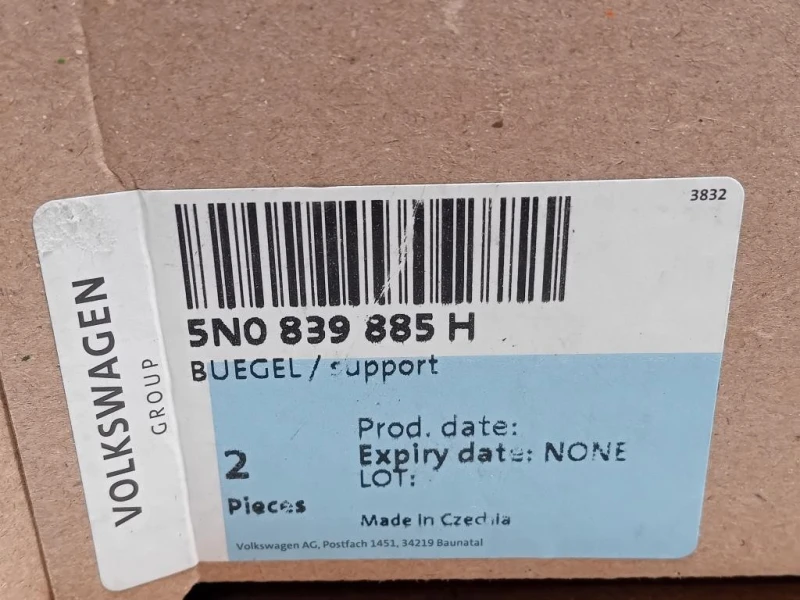 3832
VOLKSWAGEN
GROUP
5N0 839 885 H
BUEGEL / support
Prod. date:
Expiry date: NONE
LOT:
2
Pieces
Made in Czechia
Volkswagen AG, Postfach 1451, 34219 Baunatal